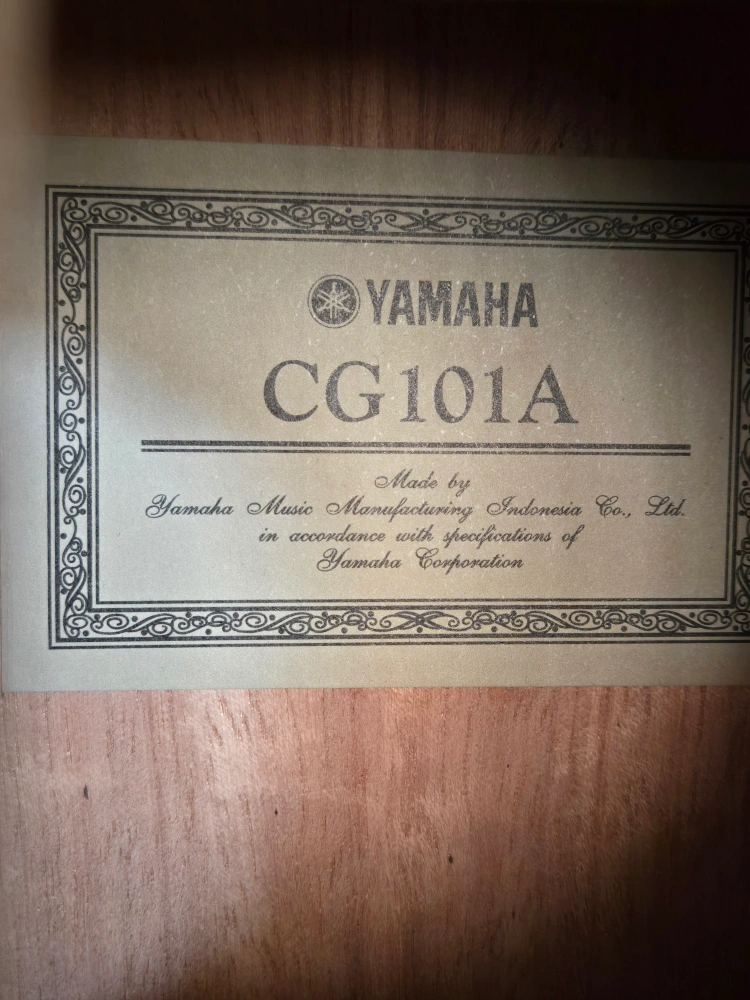 YAMAHA
CG101A
Made by
Yamaha Music Manufacturing Indonesia Co., Ltd.
in accordance with specifications of
Yamaha Corporation